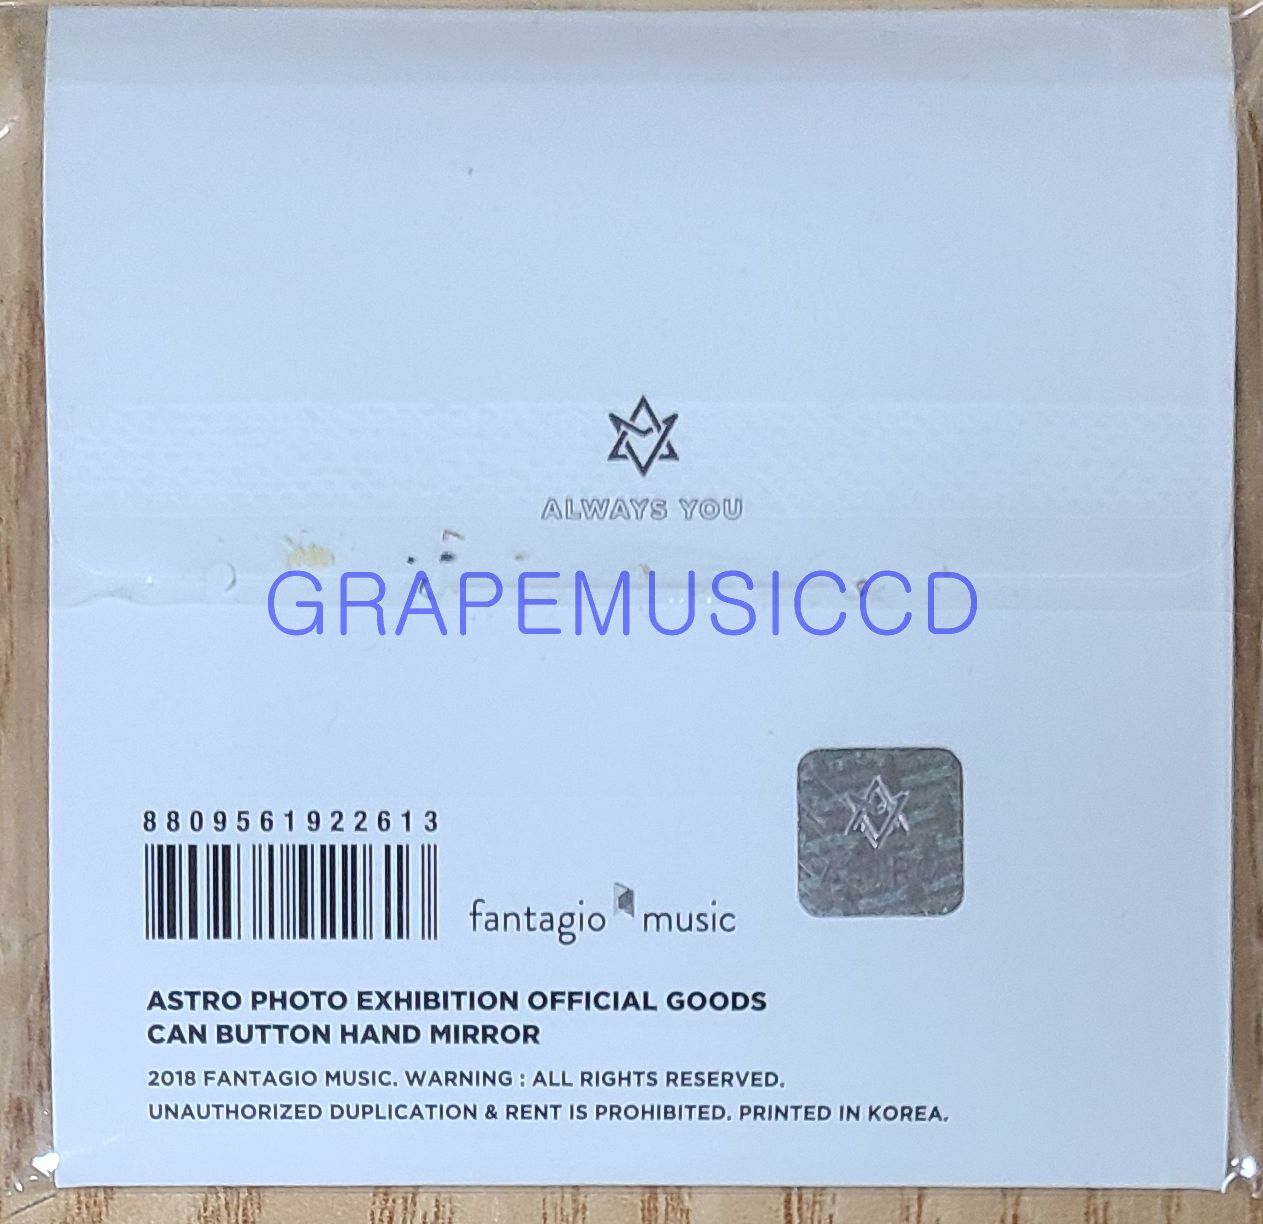 ALWAYS YOU
GRAPEMUSICCD
8809561922613
fantagio music
ASTRO PHOTO EXHIBITION OFFICIAL GOODS
CAN BUTTON HAND MIRROR
2018 FANTAGIO MUSIC. WARNING : ALL RIGHTS RESERVED.
UNAUTHORIZED DUPLICATION & RENT IS PROHIBITED. PRINTED IN KOREA.